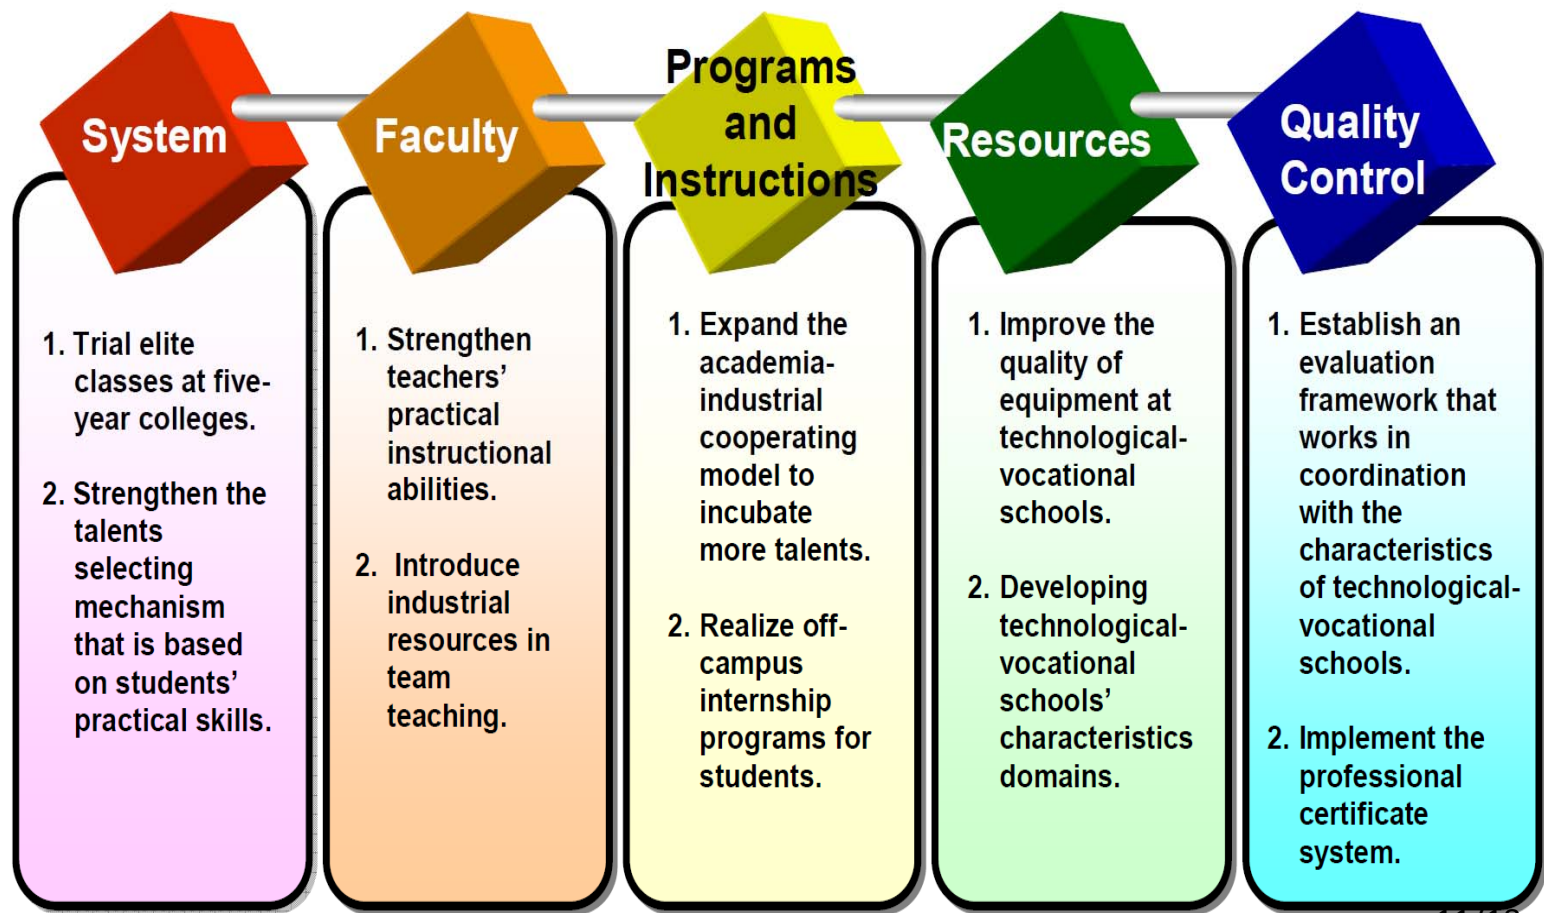 System
1. Trial elite
classes at five-
year colleges.
2. Strengthen the
talents
selecting
mechanism
that is based
on students’
practical skills.
Faculty
1. Strengthen
teachers’
practical
instructional
abilities.
2. Introduce
industrial
resources in
team
teaching.
Programs
and
Instructions
1. Expand the
academia-
industrial
cooperating
model to
incubate
more talents.
2. Realize off-
campus
internship
programs for
students.
Resources
1. Improve the
quality of
equipment at
technological-
vocational
schools.
2. Developing
technological-
vocational
schools’
characteristics
domains.
Quality
Control
1. Establish an
evaluation
framework that
works in
coordination
with the
characteristics
of technological-
vocational
schools.
2. Implement the
professional
certificate
system.